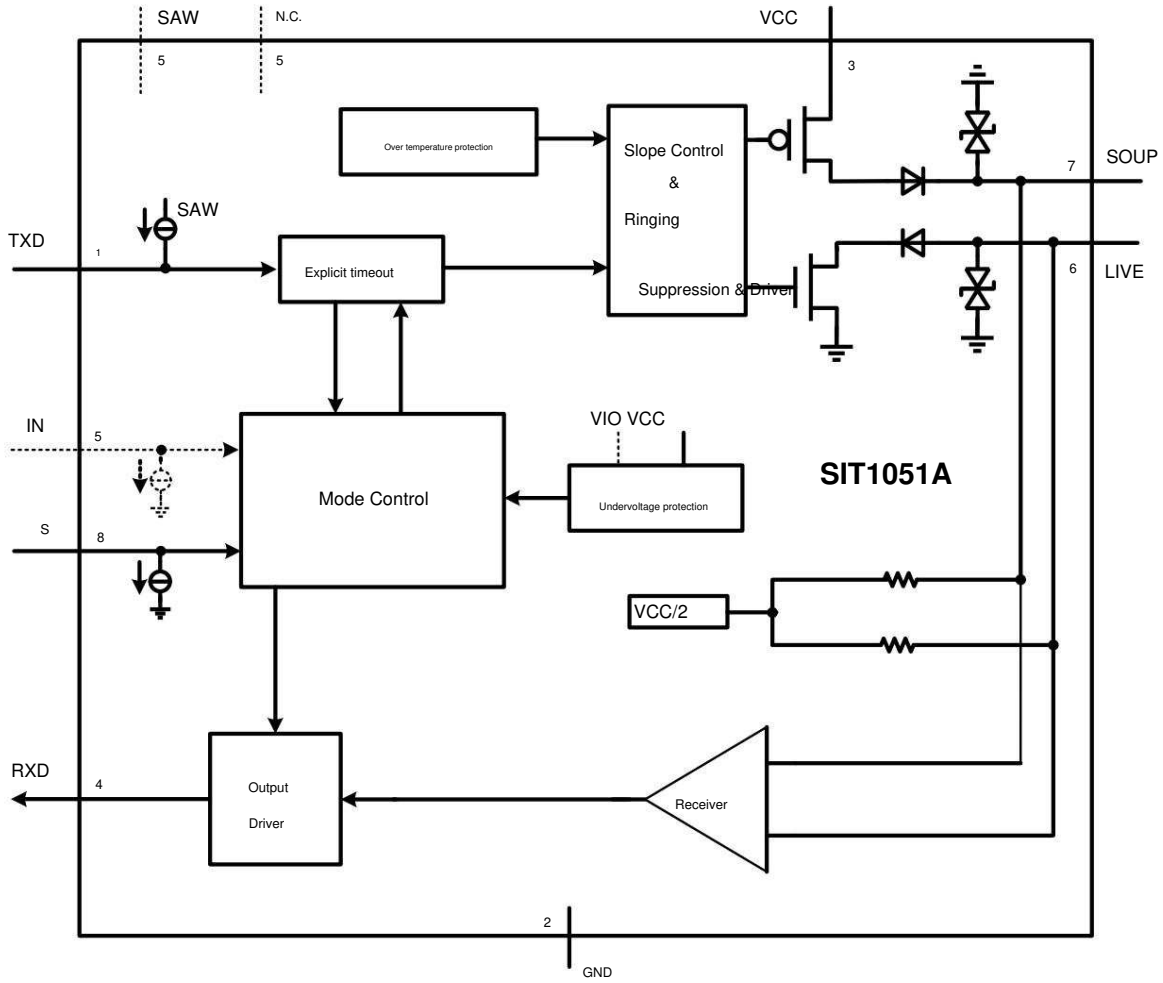 SAW
N.C.
VCC
5
5
3
Over temperature protection
Slope Control
&
Ringing
Suppression & Driver
7
SOUP
SAW
TXD
1
Explicit timeout
6
LIVE
IN
5
VIO VCC
Mode Control
Undervoltage protection
SIT1051A
S
8
VCC/2
RXD
4
Output
Driver
Receiver
2
GND